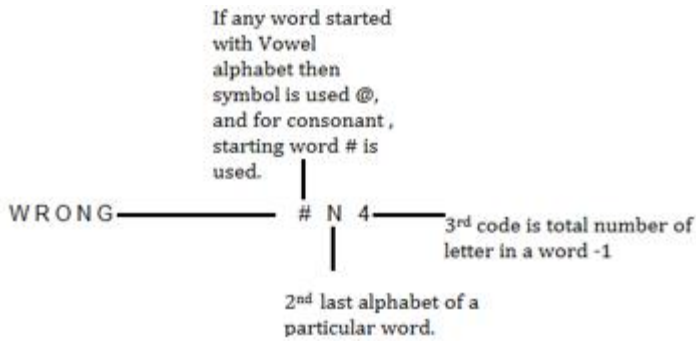 If any word started
with Vowel
alphabet then
symbol is used @,
and for consonant ,
starting word # is
used.
WRONG # N 4
3rd code is total number of
letter in a word -1
2nd last alphabet of a
particular word.